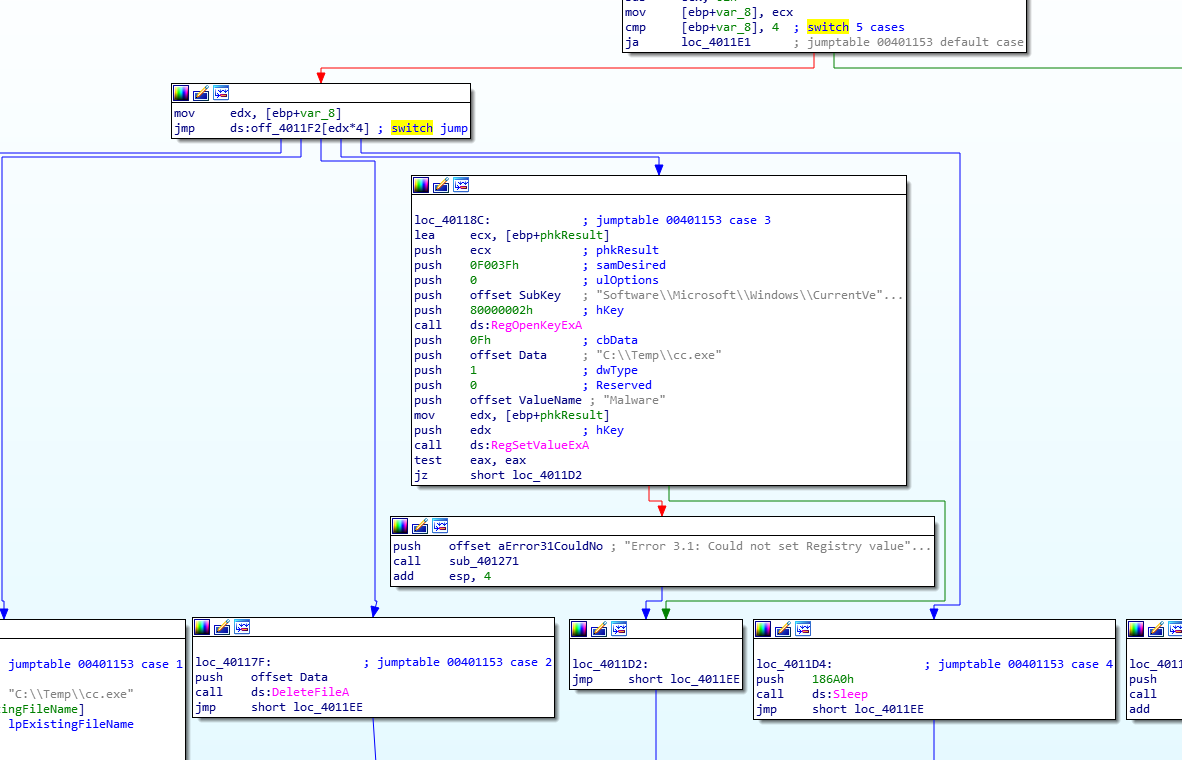 mov [ebp+var_8], ecx
cmp [ebp+var_8], 4 ; switch 5 cases
ja loc_4011E1 ; jumptable 00401153 default case
mov edx, [ebp+var_8]
jmp ds:off_4011F2[edx*4] ; switch jump
loc_40118C: ; jumptable 00401153 case 3
lea ecx, [ebp+phkResult]
push ecx ; phkResult
push 0F003Fh ; samDesired
push 0 ; ulOptions
push offset SubKey ; "Software\\Microsoft\\Windows\\CurrentVe"...
push 80000002h ; hKey
call ds:RegOpenKeyExA
push 0Fh ; cbData
push offset Data ; "C:\\Temp\\cc.exe"
push 1 ; dwType
push 0 ; Reserved
push offset ValueName ; "Malware"
mov edx, [ebp+phkResult]
push edx ; hKey
call ds:RegSetValueExA
test eax, eax
jz short loc_4011D2
push offset aError31CouldNo ; "Error 3.1: Could not set Registry value"...
call sub_401271
add esp, 4
jumptable 00401153 case 1
"C:\\Temp\\cc.exe"
ingFileName]
lpExistingFileName
loc_40117F: ; jumptable 00401153 case 2
push offset Data
call ds:DeleteFileA
jmp short loc_4011EE
loc_4011D2:
jmp short loc_4011EE
loc_4011D4: ; jumptable 00401153 case 4
push 186A0h
call ds:Sleep
jmp short loc_4011EE
loc_4011
push
call
add